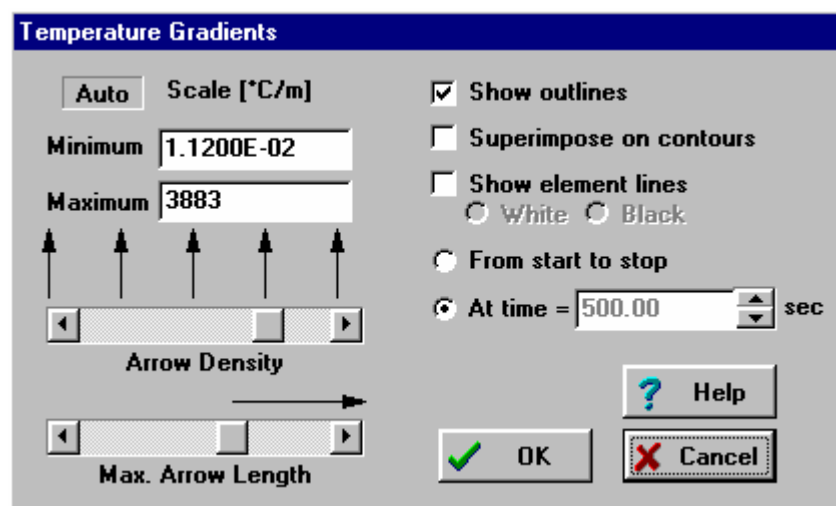 Temperature Gradients
Auto Scale [°C/m]
Minimum 1.1200E-02
Maximum 3883
Arrow Density
Max. Arrow Length
Show outlines
Superimpose on contours
Show element lines
White Black
From start to stop
At time = 500.00 sec
? Help
OK
Cancel